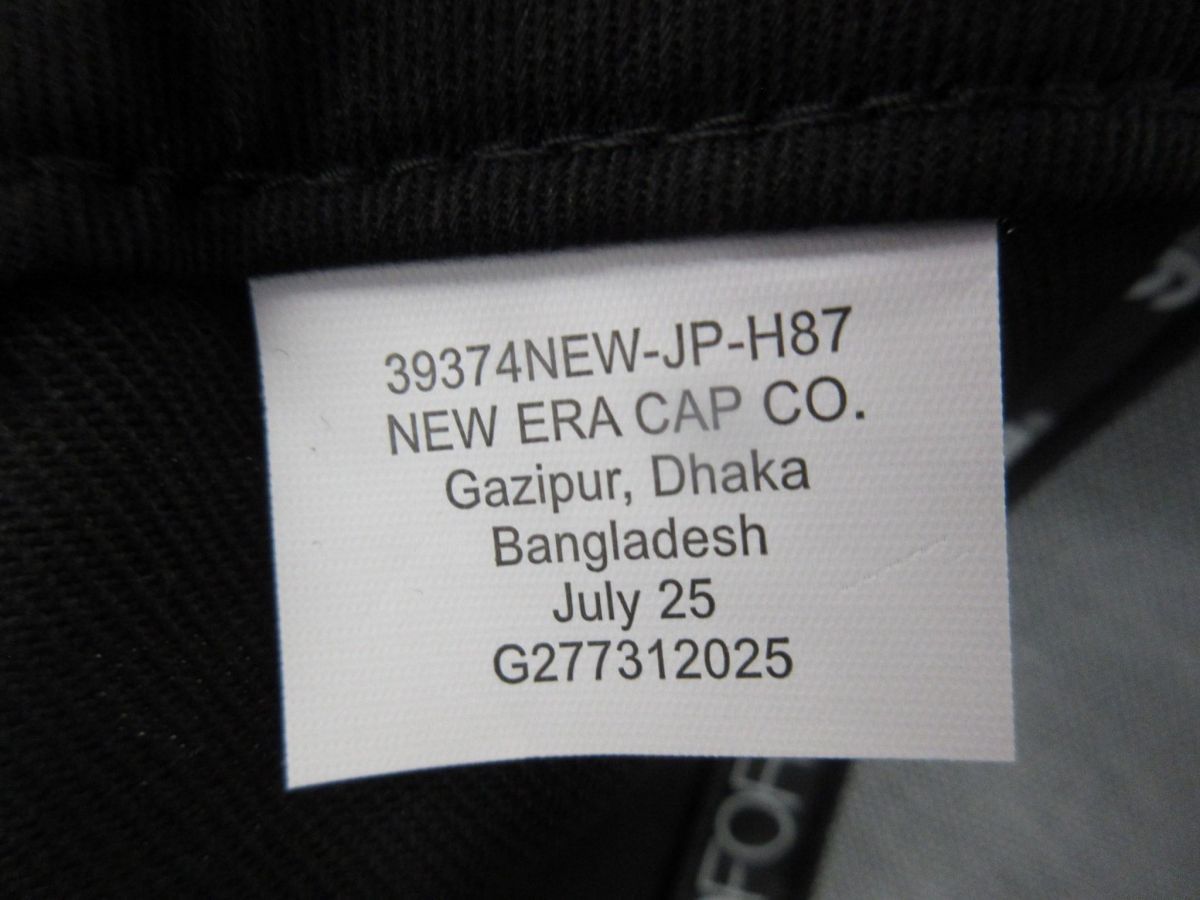 39374NEW-JP-H87
NEW ERA CAP CO.
Gazipur, Dhaka
Bangladesh
July 25
G277312025